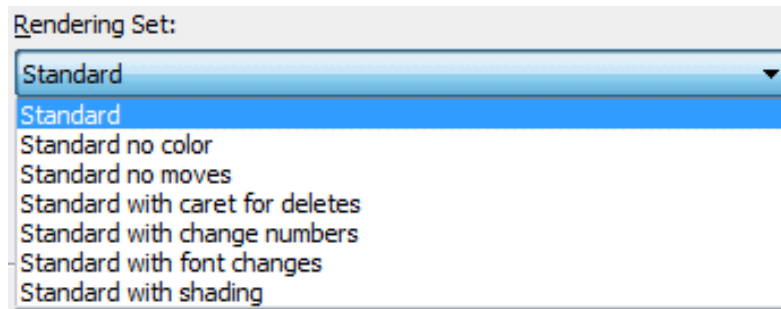 Rendering Set:
Standard
Standard
Standard no color
Standard no moves
Standard with caret for deletes
Standard with change numbers
Standard with font changes
Standard with shading